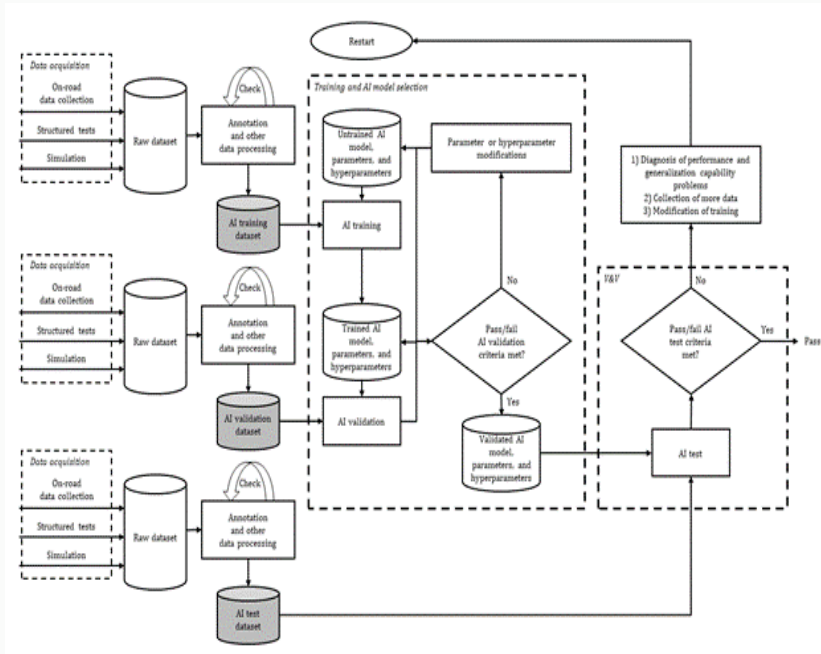 Restart
Data acquisition
On-road
data collection
Structured tests
Simulation
Raw dataset
Check
Annotation
and other
data processing
AI training
dataset
Training and AI model selection
Untrained AI
model,
parameters, and
hyperparameters
Parameter or hyperparameter
modifications
AI training
1) Diagnosis of performance and
generalization capability
problems
2) Collection of more data
3) Modification of training
Data acquisition
On-road
data collection
Structured tests
Simulation
Raw dataset
Check
Annotation
and other
data processing
AI validation
dataset
Trained AI
model,
parameters, and
hyperparameters
AI validation
No
Pass/fail
AI validation
criteria met?
Yes
Validated AI
model,
parameters, and
hyperparameters
V&V
No
Pass/fail AI
test criteria
met?
Yes
Pass
AI test
Data acquisition
On-road
data collection
Structured tests
Simulation
Raw dataset
Check
Annotation
and other
data processing
AI test
dataset